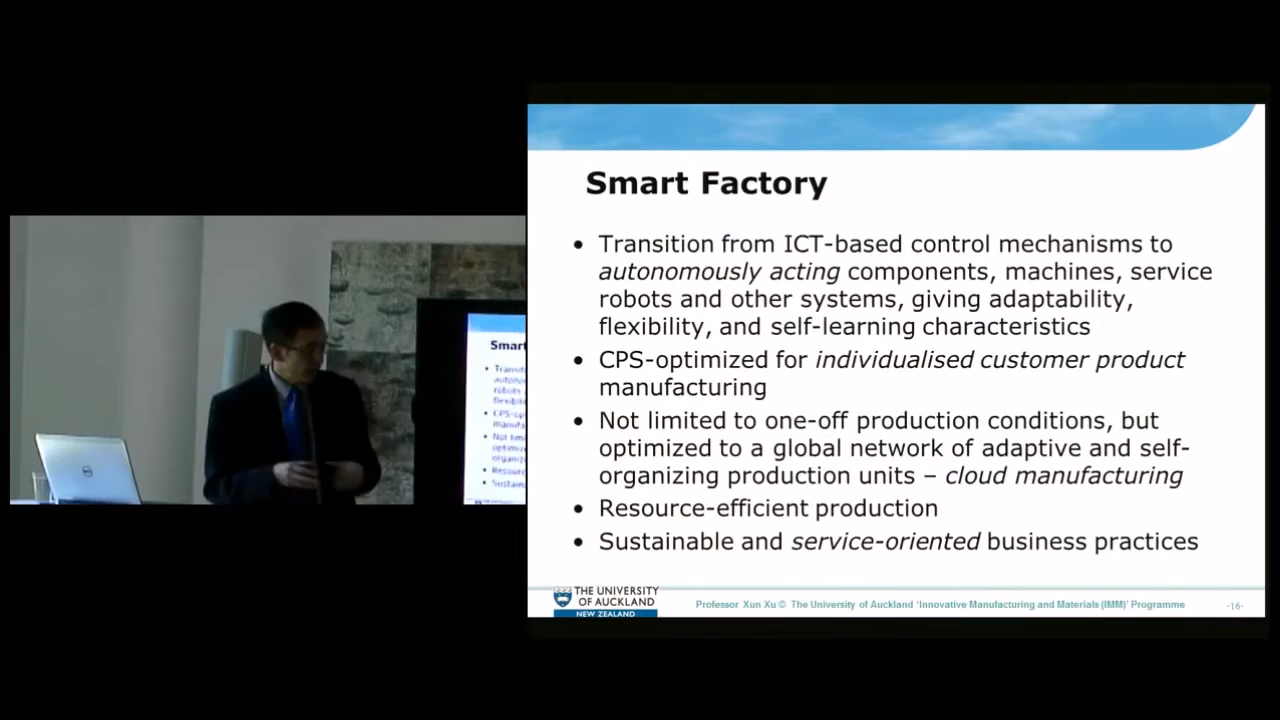 Smart Factory
• Transition from ICT-based control mechanisms to
autonomously acting components, machines, service
robots and other systems, giving adaptability,
flexibility, and self-learning characteristics
• CPS-optimized for individualised customer product
manufacturing
• Not limited to one-off production conditions, but
optimized to a global network of adaptive and self-
organizing production units – cloud manufacturing
• Resource-efficient production
• Sustainable and service-oriented business practices
THE UNIVERSITY
OF AUCKLAND
NEW ZEALAND
Professor Xun Xu © The University of Auckland 'Innovative Manufacturing and Materials (IMM)' Programme
-16-
Smar
DELL